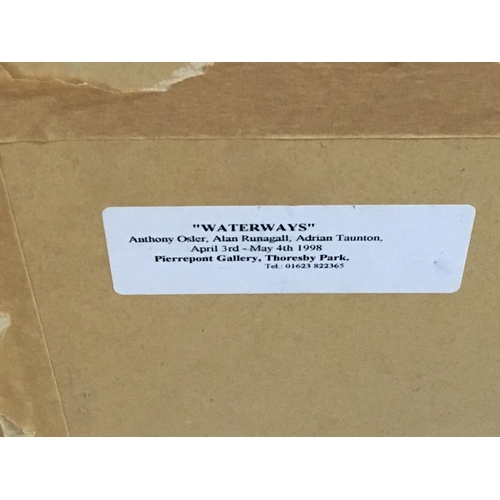 "WATERWAYS"
Anthony Osler, Alan Runagall, Adrian Taunton,
April 3rd - May 4th 1998
Pierrepont Gallery, Thoresby Park.
Tel.: 01623 822365